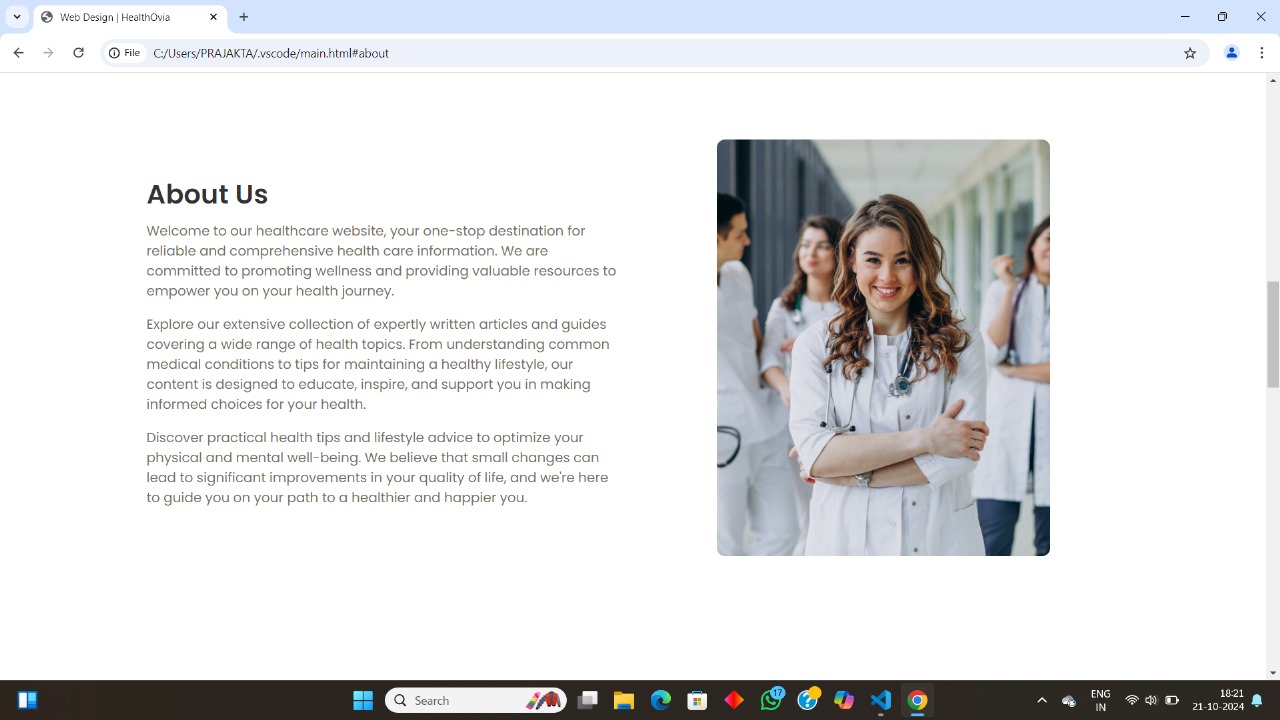 Web Design | HealthOvia
File
C:/Users/PRAJAKTA/.vscode/main.html#about
About Us
Welcome to our healthcare website, your one-stop destination for
reliable and comprehensive health care information. We are
committed to promoting wellness and providing valuable resources to
empower you on your health journey.
Explore our extensive collection of expertly written articles and guides
covering a wide range of health topics. From understanding common
medical conditions to tips for maintaining a healthy lifestyle, our
content is designed to educate, inspire, and support you in making
informed choices for your health.
Discover practical health tips and lifestyle advice to optimize your
physical and mental well-being. We believe that small changes can
lead to significant improvements in your quality of life, and we're here
to guide you on your path to a healthier and happier you.
Search
17
ENG
IN
18:21
21-10-2024